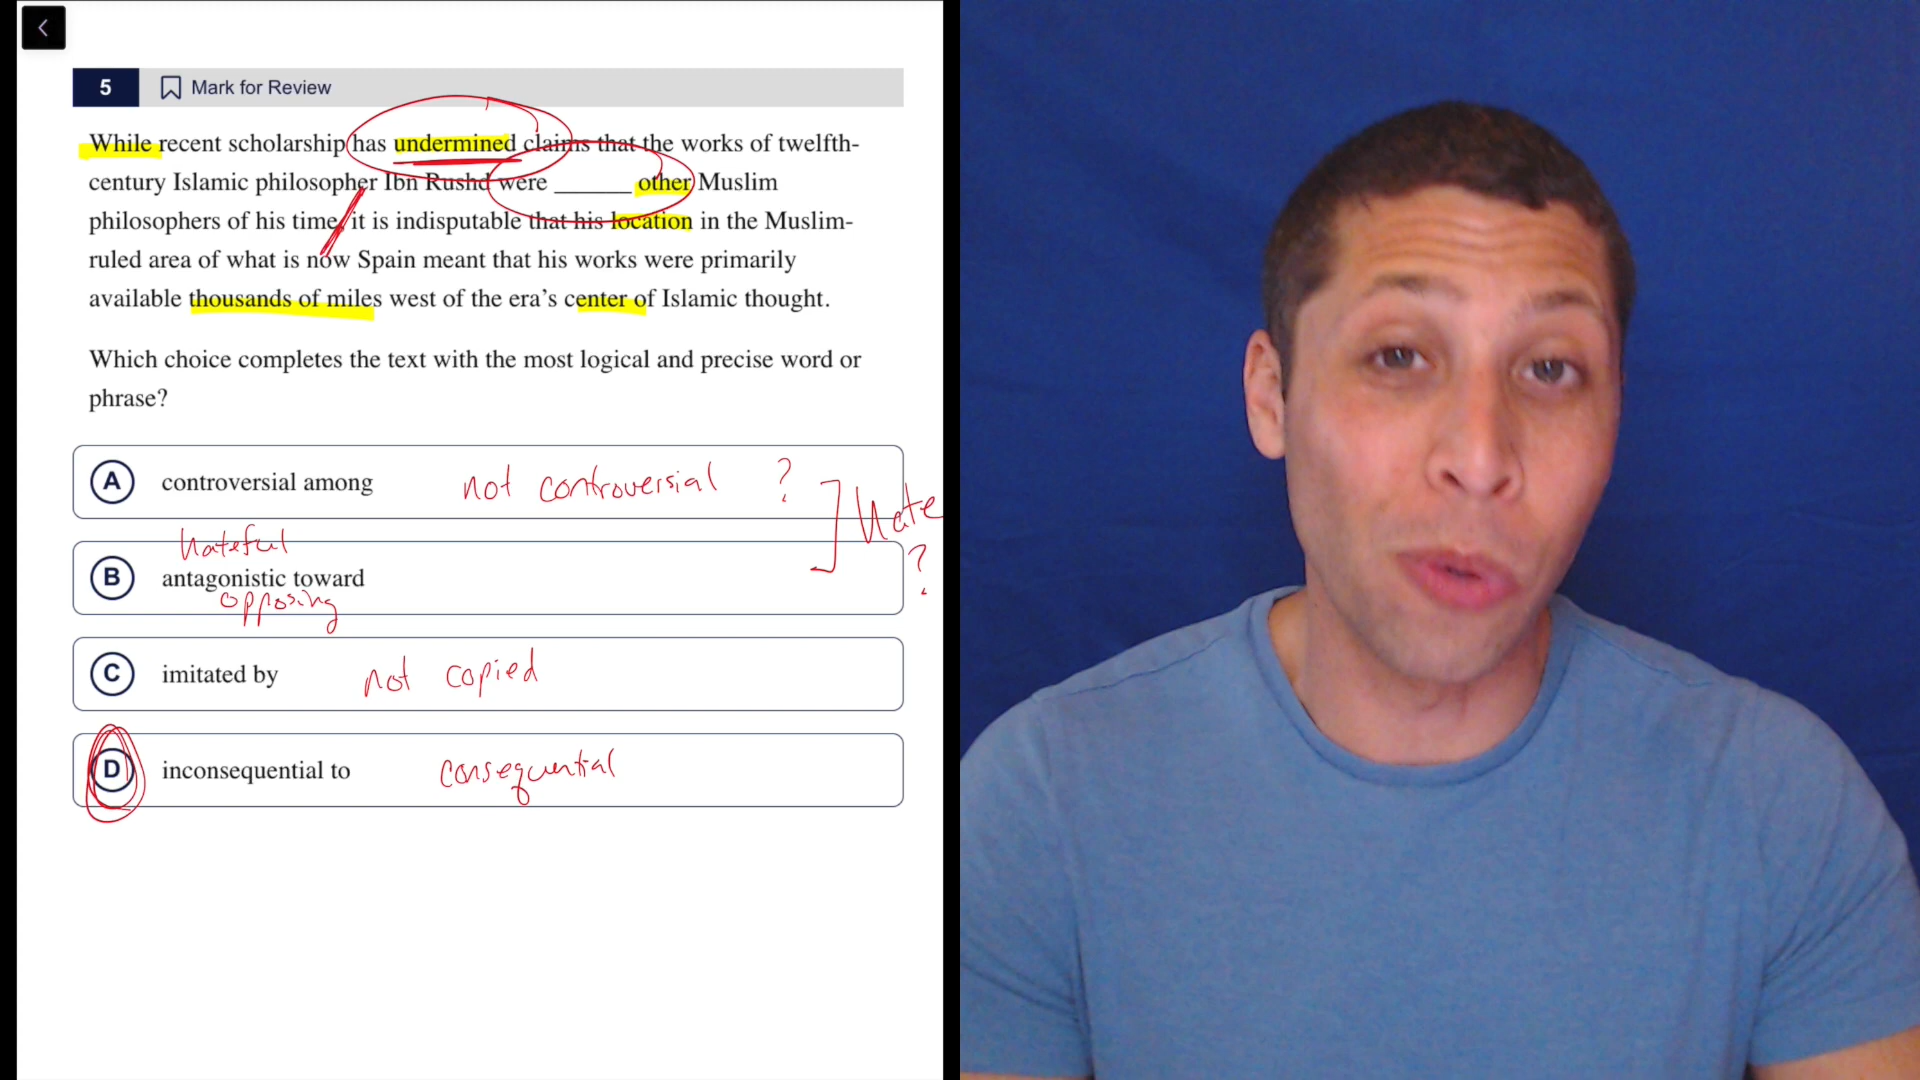 5 Mark for Review
While recent scholarship has undermined claims that the works of twelfth-
century Islamic philosopher Ibn Rushd were ______ other Muslim
philosophers of his time, it is indisputable that his location in the Muslim-
ruled area of what is now Spain meant that his works were primarily
available thousands of miles west of the era's center of Islamic thought.
Which choice completes the text with the most logical and precise word or
phrase?
A controversial among not controversial ?
hate
?
hateful
B antagonistic toward
opposing
C imitated by not copied
D inconsequential to consequential